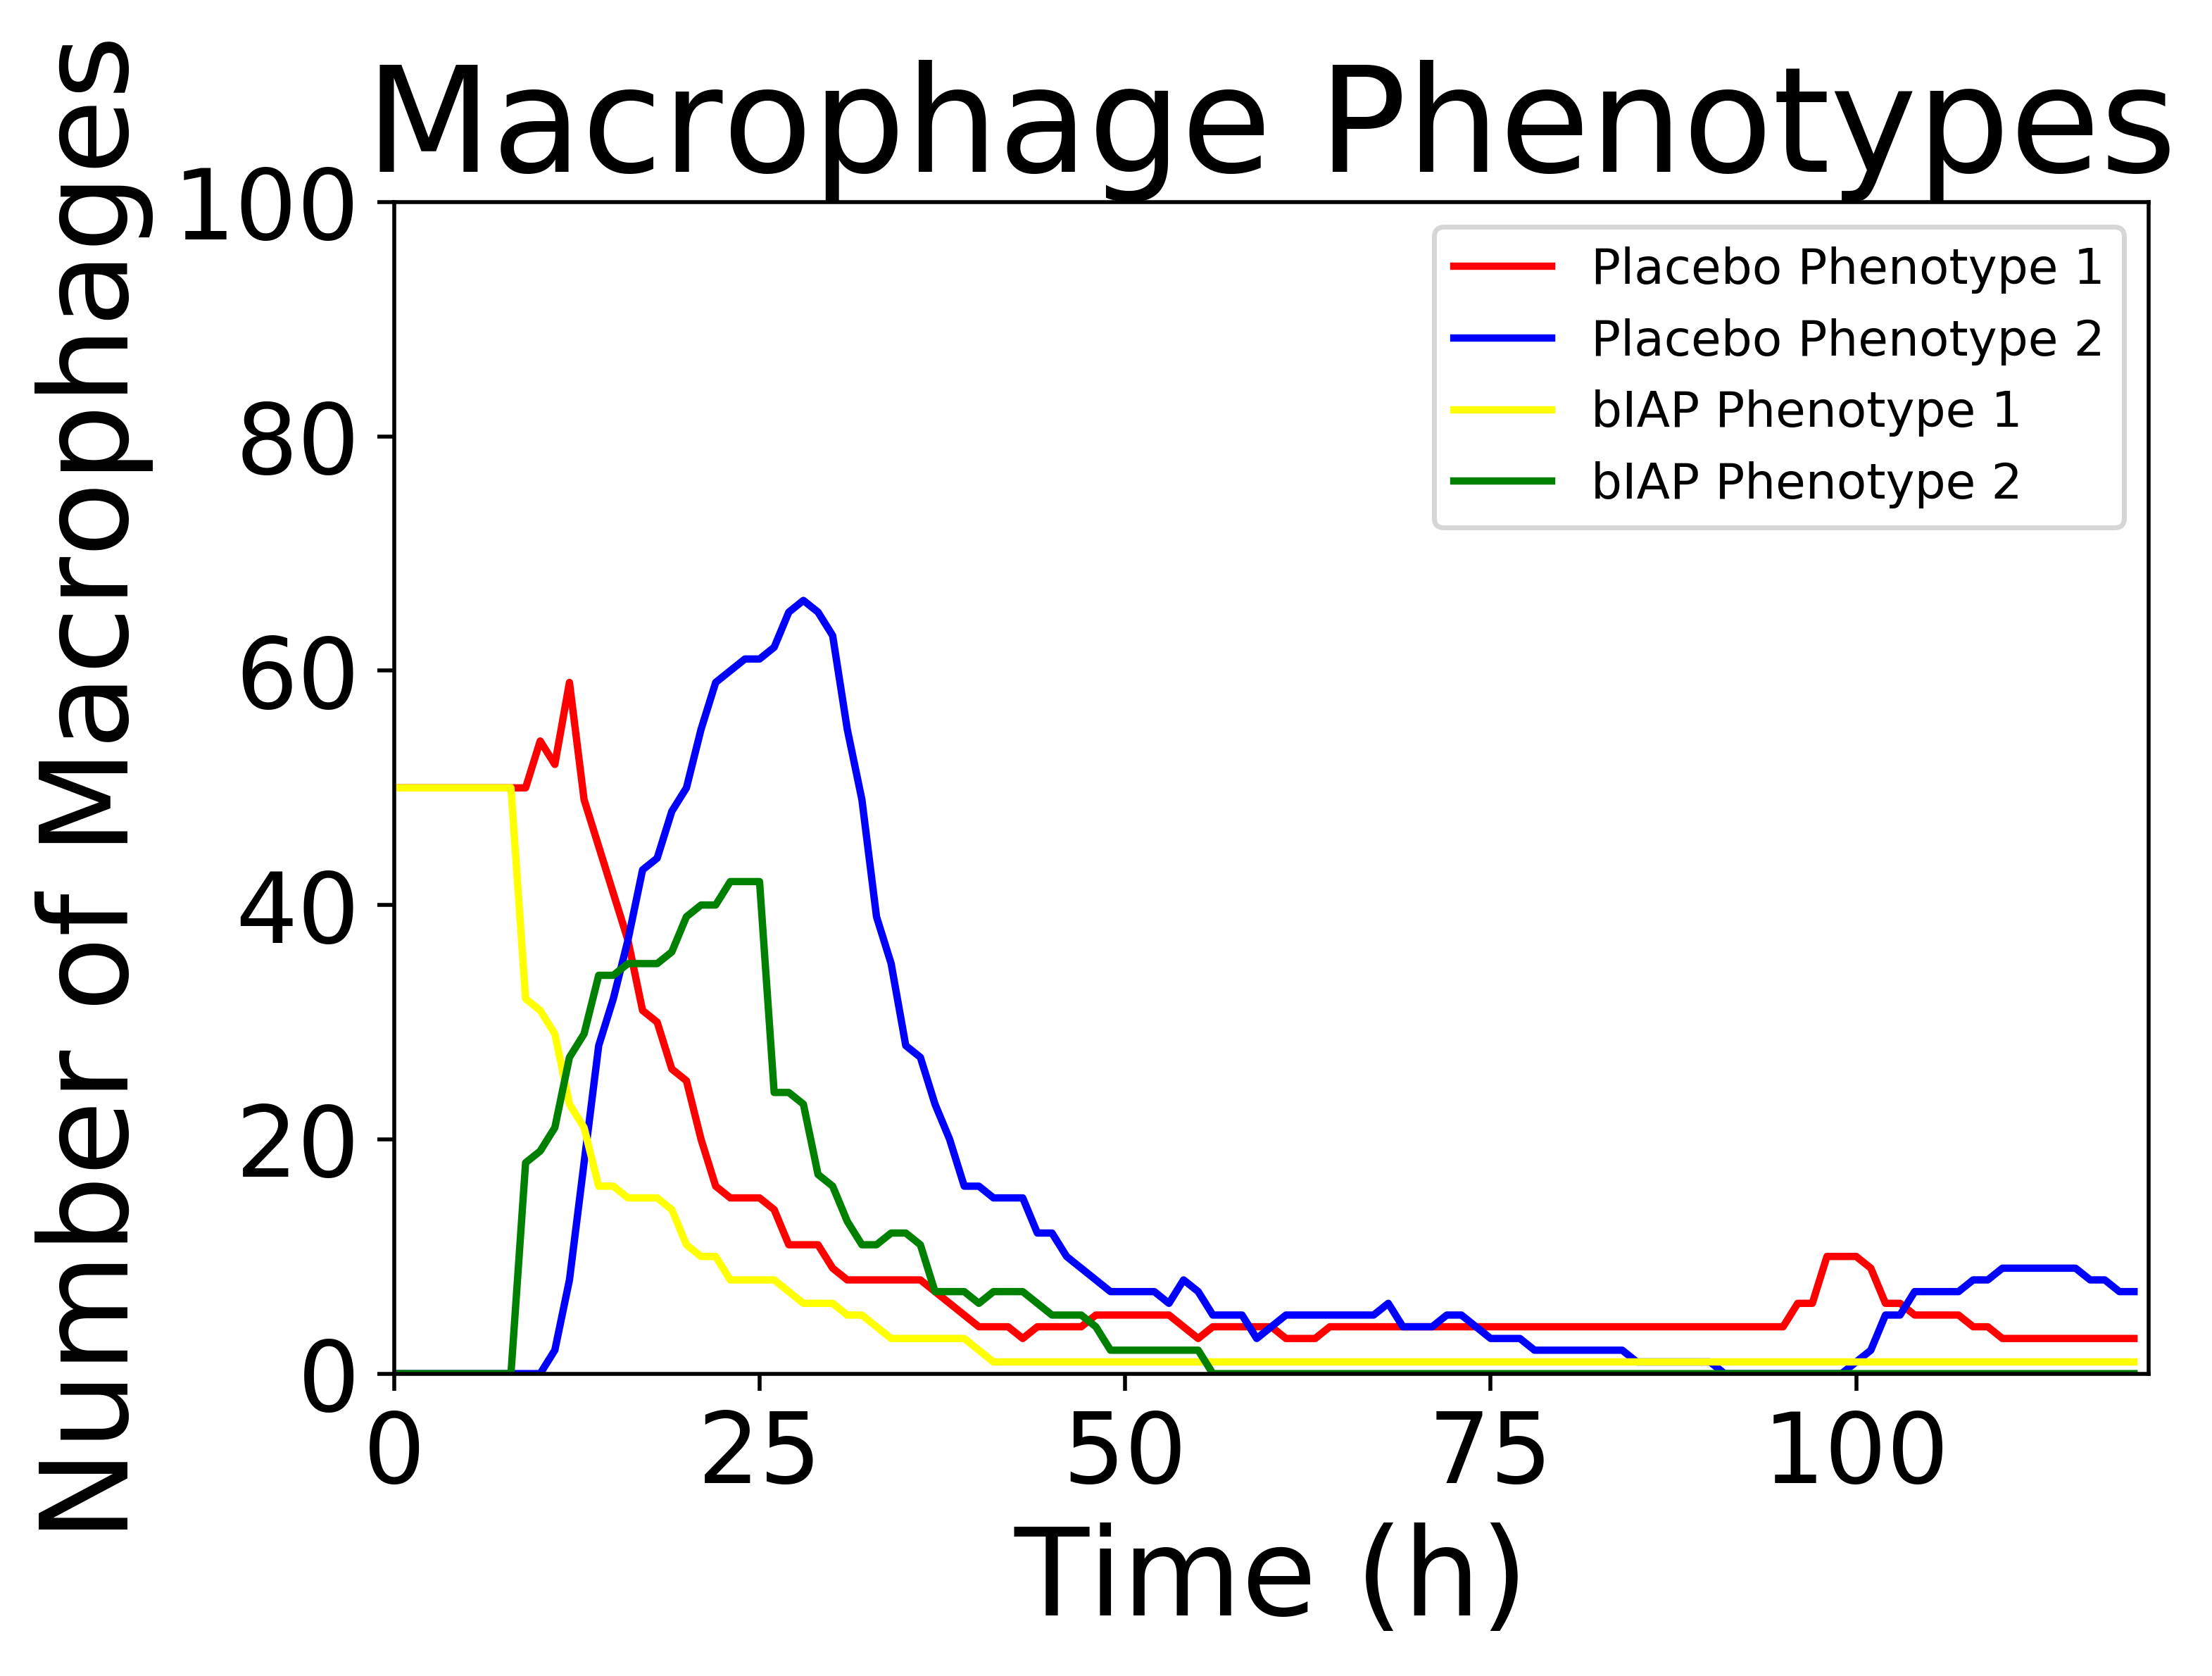 Macrophage Phenotypes
Number of Macrophages
100
80
60
40
20
0
Placebo Phenotype 1
Placebo Phenotype 2
bIAP Phenotype 1
bIAP Phenotype 2
0 25 50 75 100
Time (h)